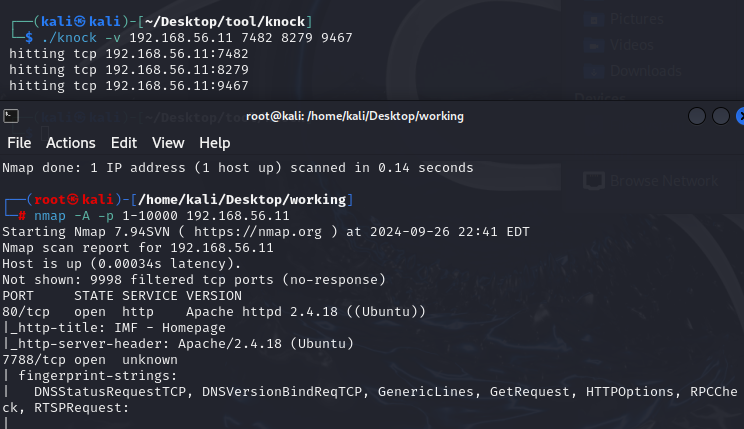 ┌──(kali㉿kali)-[~/Desktop/tool/knock]
└─$ ./knock -v 192.168.56.11 7482 8279 9467
hitting tcp 192.168.56.11:7482
hitting tcp 192.168.56.11:8279
hitting tcp 192.168.56.11:9467
Pictures
Videos
Downloads
Devices
Browse Network
root@kali: /home/kali/Desktop/working
File Actions Edit View Help
Nmap done: 1 IP address (1 host up) scanned in 0.14 seconds
┌──(root㉿kali)-[/home/kali/Desktop/working]
└─# nmap -A -p 1-10000 192.168.56.11
Starting Nmap 7.94SVN ( https://nmap.org ) at 2024-09-26 22:41 EDT
Nmap scan report for 192.168.56.11
Host is up (0.00034s latency).
Not shown: 9998 filtered tcp ports (no-response)
PORT     STATE SERVICE VERSION
80/tcp   open  http    Apache httpd 2.4.18 ((Ubuntu))
|_http-title: IMF - Homepage
|_http-server-header: Apache/2.4.18 (Ubuntu)
7788/tcp open  unknown
| fingerprint-strings:
|   DNSStatusRequestTCP, DNSVersionBindReqTCP, GenericLines, GetRequest, HTTPOptions, RPCChe
ck, RTSPRequest:
|